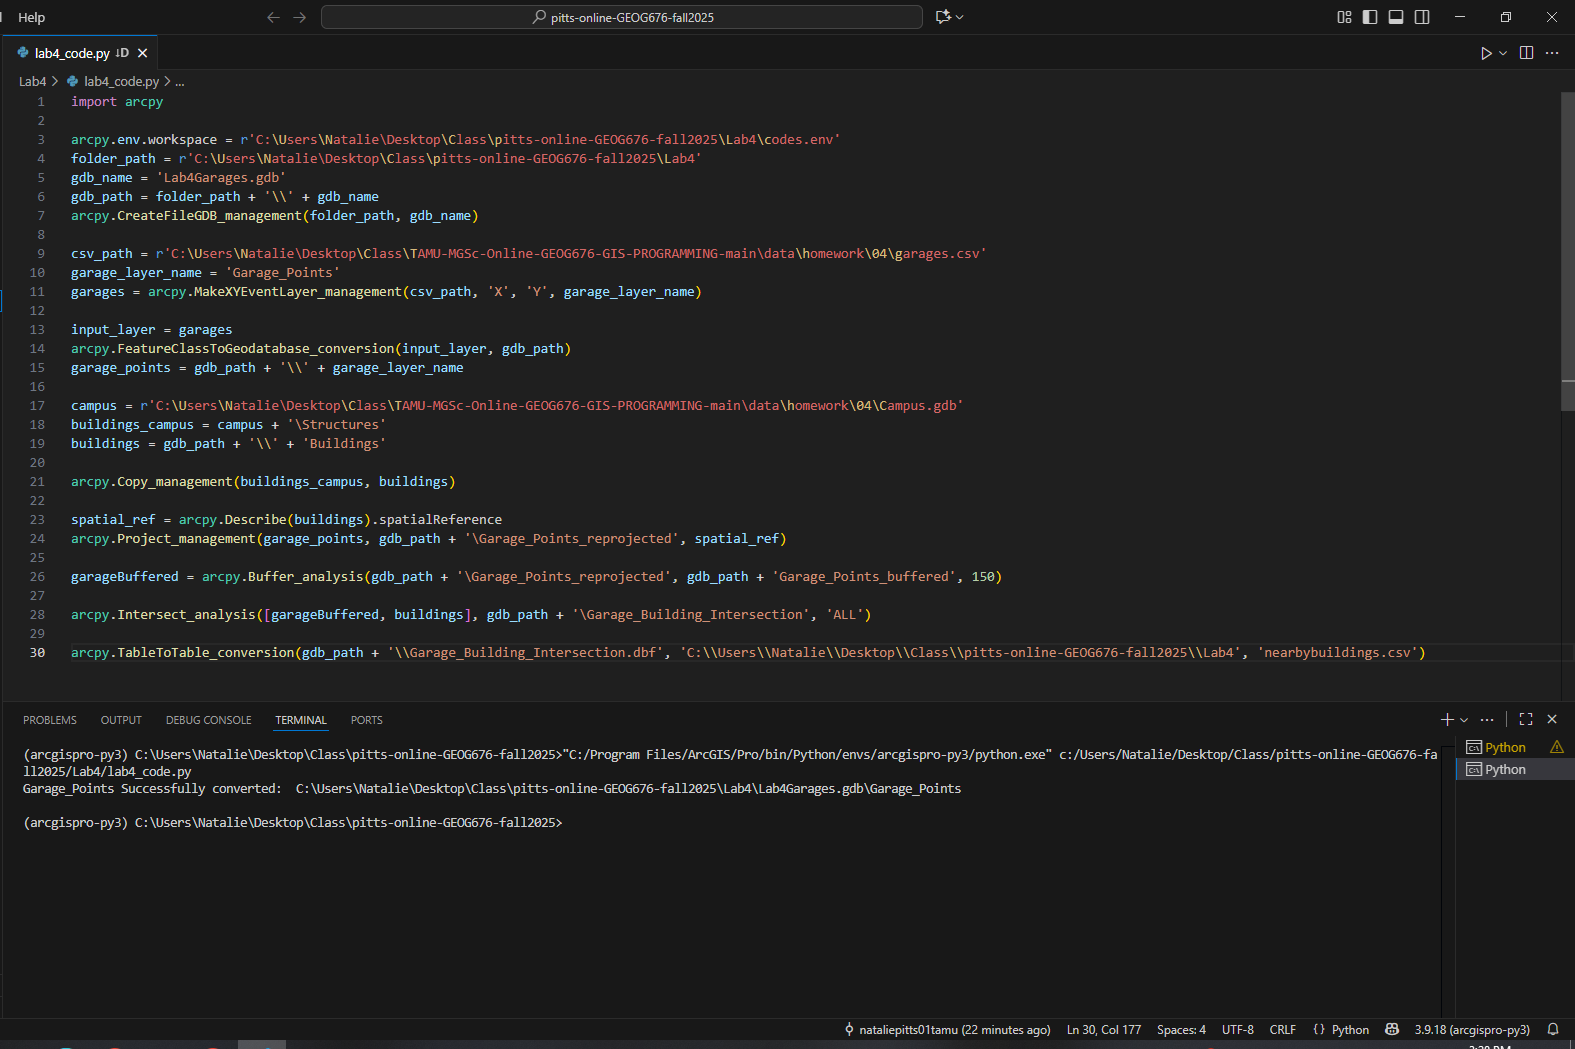 Help
pitts-online-GEOG676-fall2025
lab4_code.py ↓D
Lab4 > lab4_code.py > ...
1 import arcpy
2
3 arcpy.env.workspace = r'C:\Users\Natalie\Desktop\Class\pitts-online-GEOG676-fall2025\Lab4\codes.env'
4 folder_path = r'C:\Users\Natalie\Desktop\Class\pitts-online-GEOG676-fall2025\Lab4'
5 gdb_name = 'Lab4Garages.gdb'
6 gdb_path = folder_path + '\\' + gdb_name
7 arcpy.CreateFileGDB_management(folder_path, gdb_name)
8
9 csv_path = r'C:\Users\Natalie\Desktop\Class\TAMU-MGSc-Online-GEOG676-GIS-PROGRAMMING-main\data\homework\04\garages.csv'
10 garage_layer_name = 'Garage_Points'
11 garages = arcpy.MakeXYEventLayer_management(csv_path, 'X', 'Y', garage_layer_name)
12
13 input_layer = garages
14 arcpy.FeatureClassToGeodatabase_conversion(input_layer, gdb_path)
15 garage_points = gdb_path + '\\' + garage_layer_name
16
17 campus = r'C:\Users\Natalie\Desktop\Class\TAMU-MGSc-Online-GEOG676-GIS-PROGRAMMING-main\data\homework\04\Campus.gdb'
18 buildings_campus = campus + '\Structures'
19 buildings = gdb_path + '\\' + 'Buildings'
20
21 arcpy.Copy_management(buildings_campus, buildings)
22
23 spatial_ref = arcpy.Describe(buildings).spatialReference
24 arcpy.Project_management(garage_points, gdb_path + '\Garage_Points_reprojected', spatial_ref)
25
26 garageBuffered = arcpy.Buffer_analysis(gdb_path + '\Garage_Points_reprojected', gdb_path + 'Garage_Points_buffered', 150)
27
28 arcpy.Intersect_analysis([garageBuffered, buildings], gdb_path + '\Garage_Building_Intersection', 'ALL')
29
30 arcpy.TableToTable_conversion(gdb_path + '\\Garage_Building_Intersection.dbf', 'C:\\Users\\Natalie\\Desktop\\Class\\pitts-online-GEOG676-fall2025\\Lab4', 'nearbybuildings.csv')
PROBLEMS OUTPUT DEBUG CONSOLE TERMINAL PORTS
(arcgispro-py3) C:\Users\Natalie\Desktop\Class\pitts-online-GEOG676-fall2025>"C:/Program Files/ArcGIS/Pro/bin/Python/envs/arcgispro-py3/python.exe" c:/Users/Natalie/Desktop/Class/pitts-online-GEOG676-fa
ll2025/Lab4/lab4_code.py
Garage_Points Successfully converted:  C:\Users\Natalie\Desktop\Class\pitts-online-GEOG676-fall2025\Lab4\Lab4Garages.gdb\Garage_Points
(arcgispro-py3) C:\Users\Natalie\Desktop\Class\pitts-online-GEOG676-fall2025>
Python
Python
nataliepitts01tamu (22 minutes ago) Ln 30, Col 177 Spaces: 4 UTF-8 CRLF {} Python 3.9.18 (arcgispro-py3)